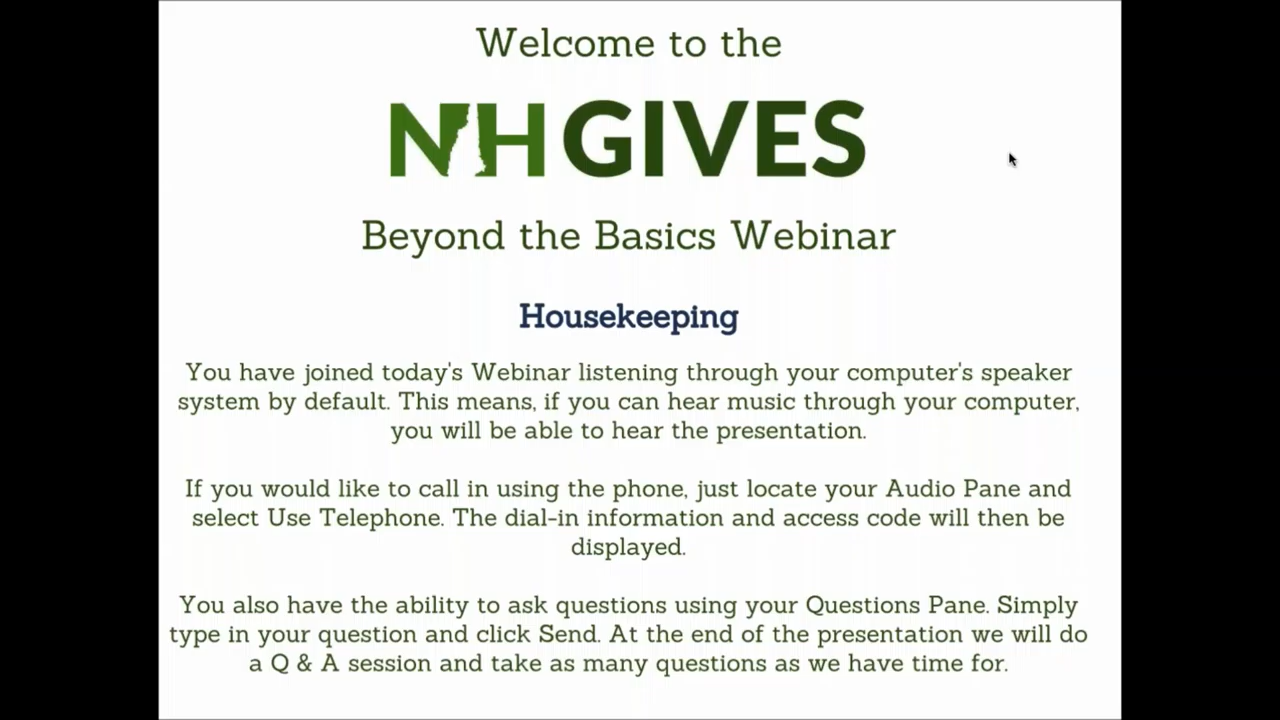 Welcome to the
NH GIVES
Beyond the Basics Webinar
Housekeeping
You have joined today's Webinar listening through your computer's speaker
system by default. This means, if you can hear music through your computer,
you will be able to hear the presentation.
If you would like to call in using the phone, just locate your Audio Pane and
select Use Telephone. The dial-in information and access code will then be
displayed.
You also have the ability to ask questions using your Questions Pane. Simply
type in your question and click Send. At the end of the presentation we will do
a Q & A session and take as many questions as we have time for.